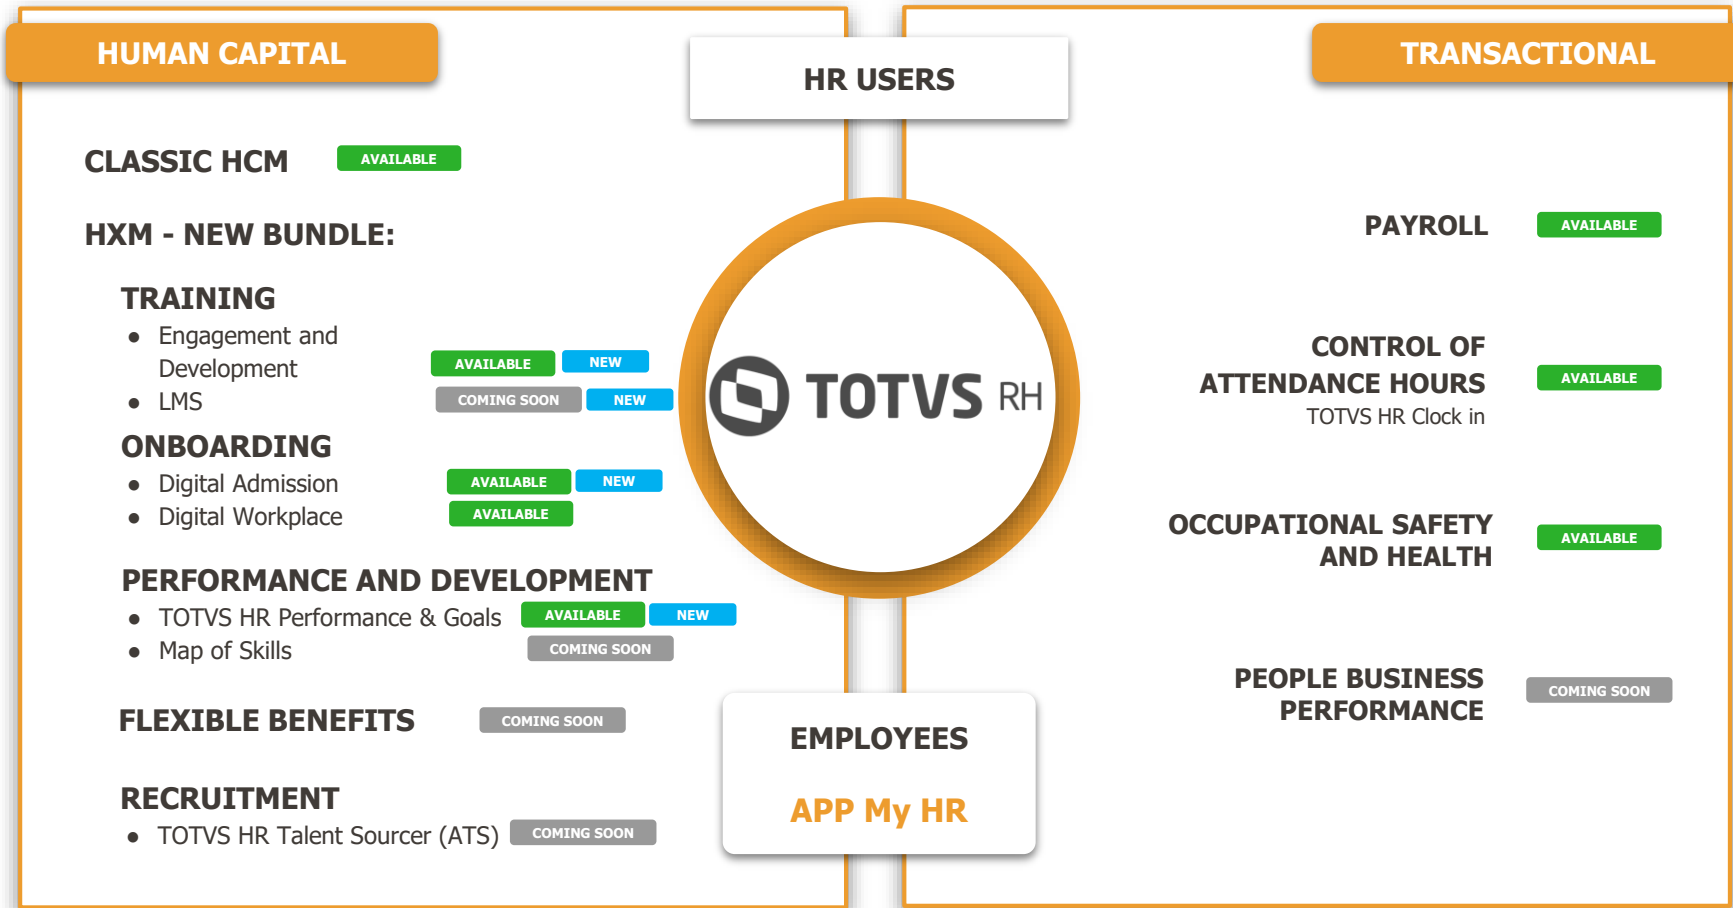 HUMAN CAPITAL
HR USERS
TRANSACTIONAL
CLASSIC HCM AVAILABLE
HXM - NEW BUNDLE:
TRAINING
● Engagement and
Development AVAILABLE NEW
● LMS COMING SOON NEW
ONBOARDING
● Digital Admission AVAILABLE NEW
● Digital Workplace AVAILABLE
PERFORMANCE AND DEVELOPMENT
● TOTVS HR Performance & Goals AVAILABLE NEW
● Map of Skills COMING SOON
FLEXIBLE BENEFITS COMING SOON
RECRUITMENT
● TOTVS HR Talent Sourcer (ATS) COMING SOON
TOTVS RH
EMPLOYEES
APP My HR
PAYROLL AVAILABLE
CONTROL OF
ATTENDANCE HOURS AVAILABLE
TOTVS HR Clock in
OCCUPATIONAL SAFETY
AND HEALTH AVAILABLE
PEOPLE BUSINESS
PERFORMANCE COMING SOON